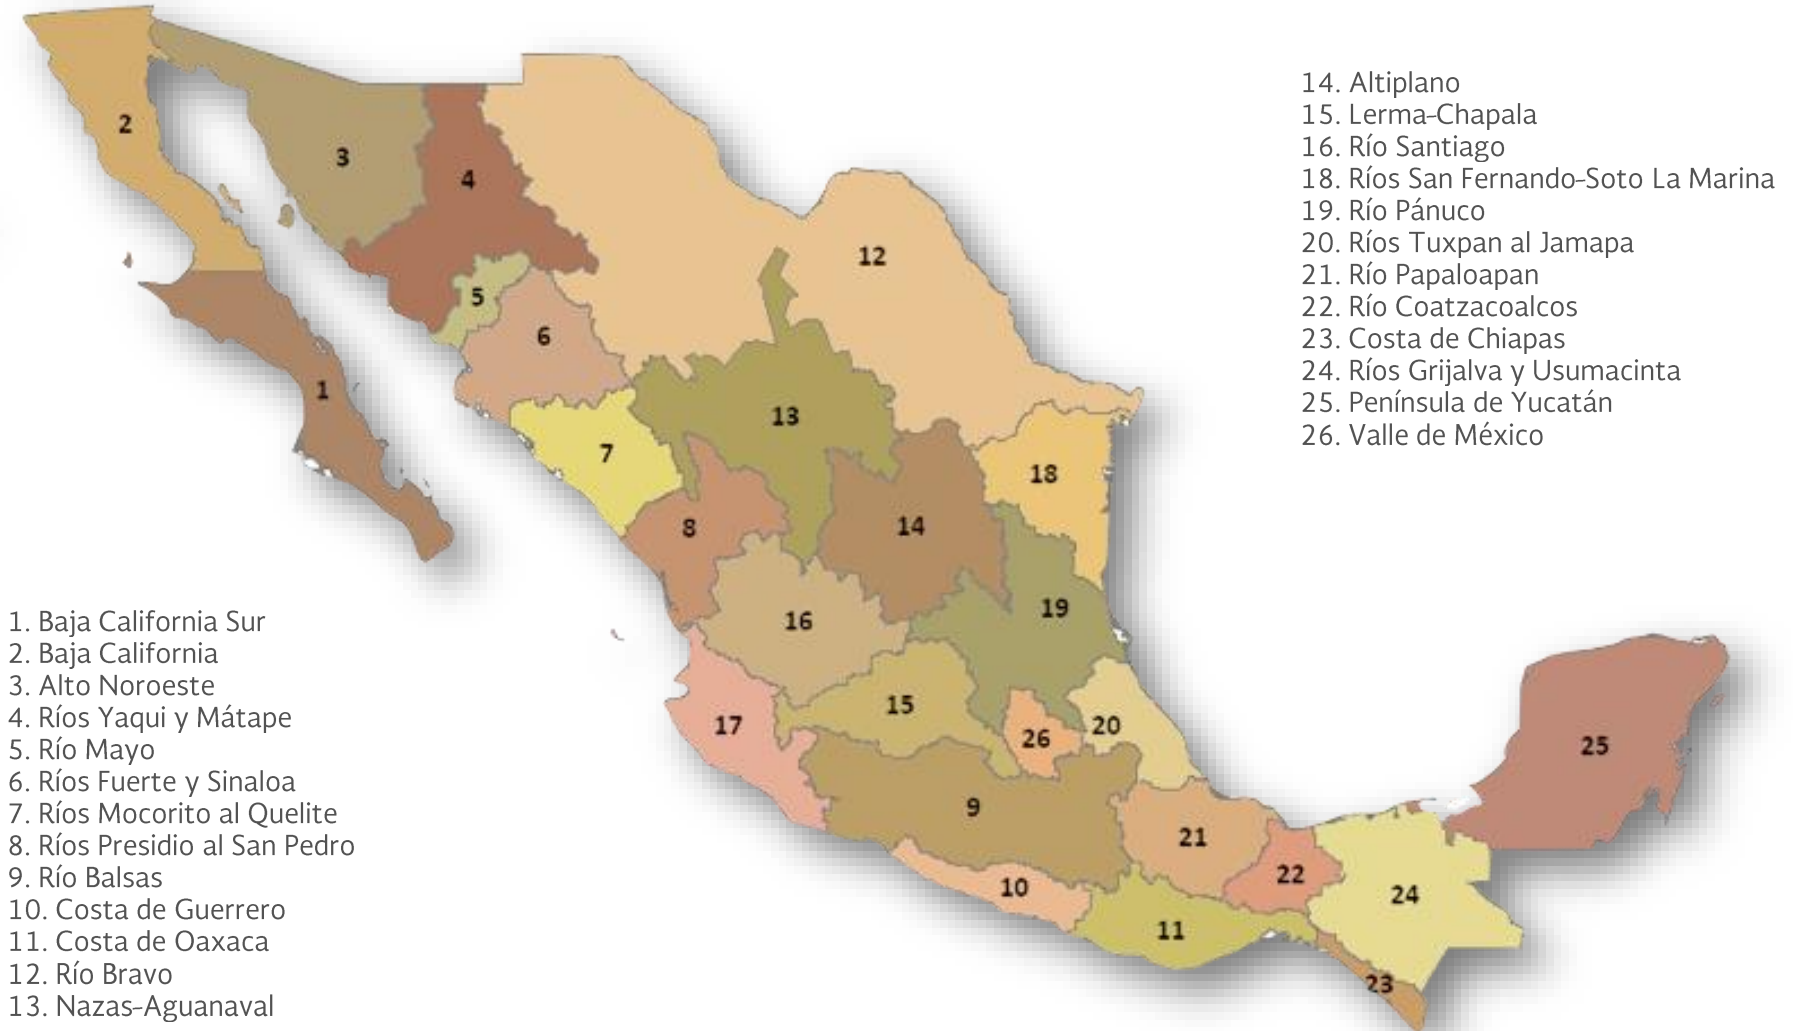 2
3
4
5
6
1
12
13
7
8
14
18
16
19
15
17
26
20
9
21
10
11
22
24
23
25
14. Altiplano
15. Lerma-Chapala
16. Río Santiago
18. Ríos San Fernando-Soto La Marina
19. Río Pánuco
20. Ríos Tuxpan al Jamapa
21. Río Papaloapan
22. Río Coatzacoalcos
23. Costa de Chiapas
24. Ríos Grijalva y Usumacinta
25. Península de Yucatán
26. Valle de México
1. Baja California Sur
2. Baja California
3. Alto Noroeste
4. Ríos Yaqui y Mátape
5. Río Mayo
6. Ríos Fuerte y Sinaloa
7. Ríos Mocorito al Quelite
8. Ríos Presidio al San Pedro
9. Río Balsas
10. Costa de Guerrero
11. Costa de Oaxaca
12. Río Bravo
13. Nazas-Aguanaval